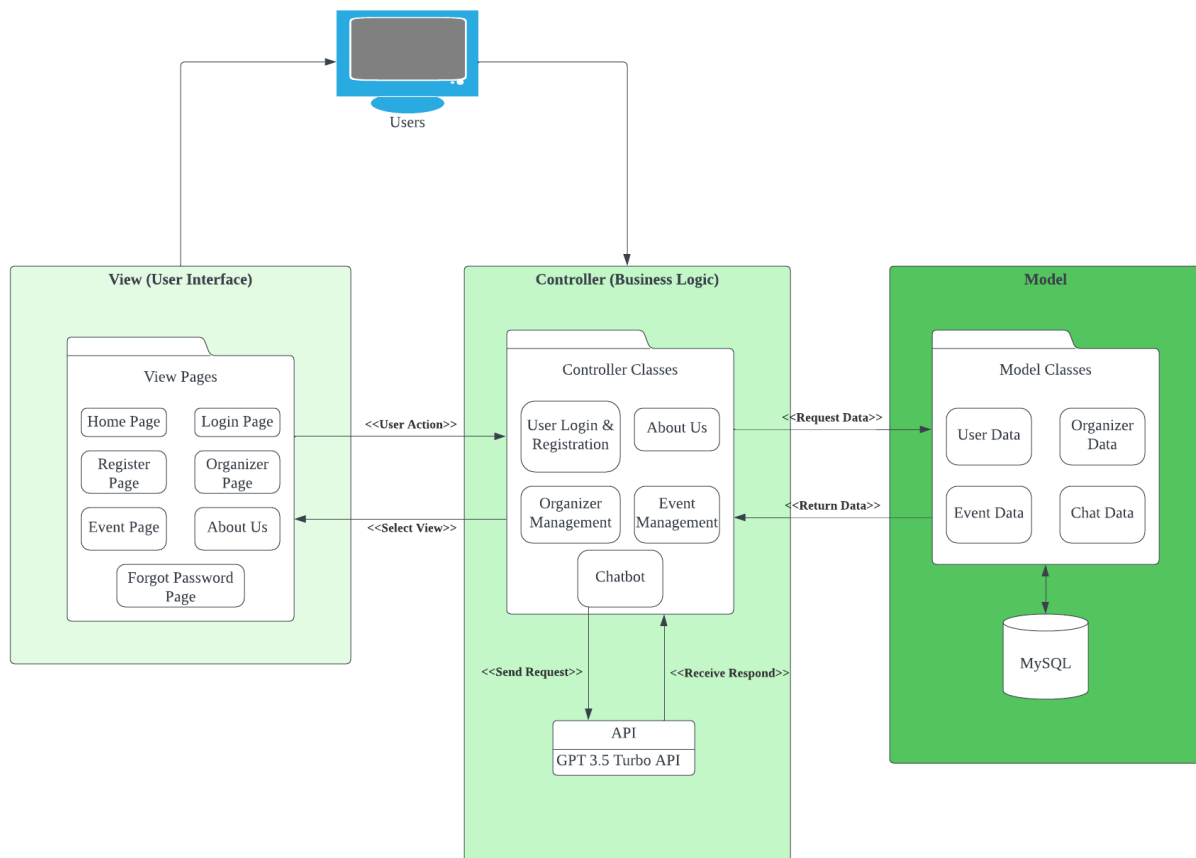 Users
View (User Interface)
Controller (Business Logic)
Model
View Pages
Home Page
Login Page
Register
Page
Organizer
Page
Event Page
About Us
Forgot Password
Page
<<User Action>>
<<Select View>>
Controller Classes
User Login &
Registration
About Us
Organizer
Management
Event
Management
Chatbot
<<Send Request>>
<<Receive Respond>>
API
GPT 3.5 Turbo API
<<Request Data>>
<<Return Data>>
Model Classes
User Data
Organizer
Data
Event Data
Chat Data
MySQL